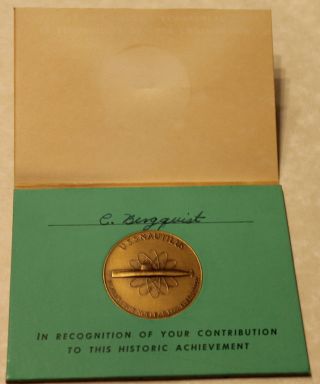 C. Bergquist
U.S.S. NAUTILUS
IN RECOGNITION OF YOUR CONTRIBUTION
TO THIS HISTORIC ACHIEVEMENT